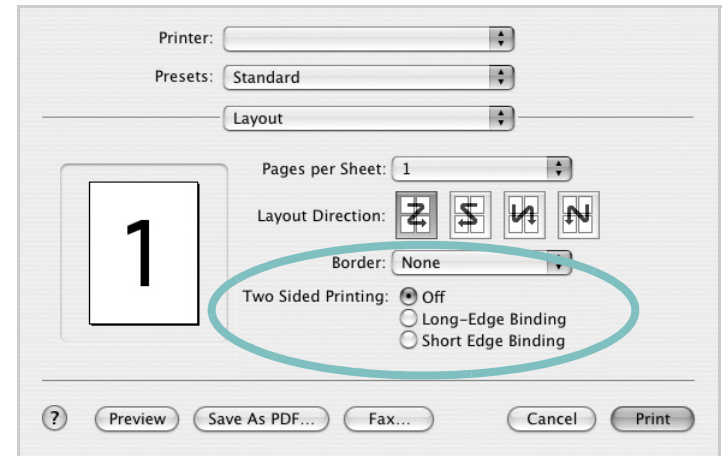 Printer:
Presets: Standard
Layout
Pages per Sheet: 1
Layout Direction:
1
Border: None
Two Sided Printing: Off
Long-Edge Binding
Short Edge Binding
? Preview Save As PDF... Fax... Cancel Print